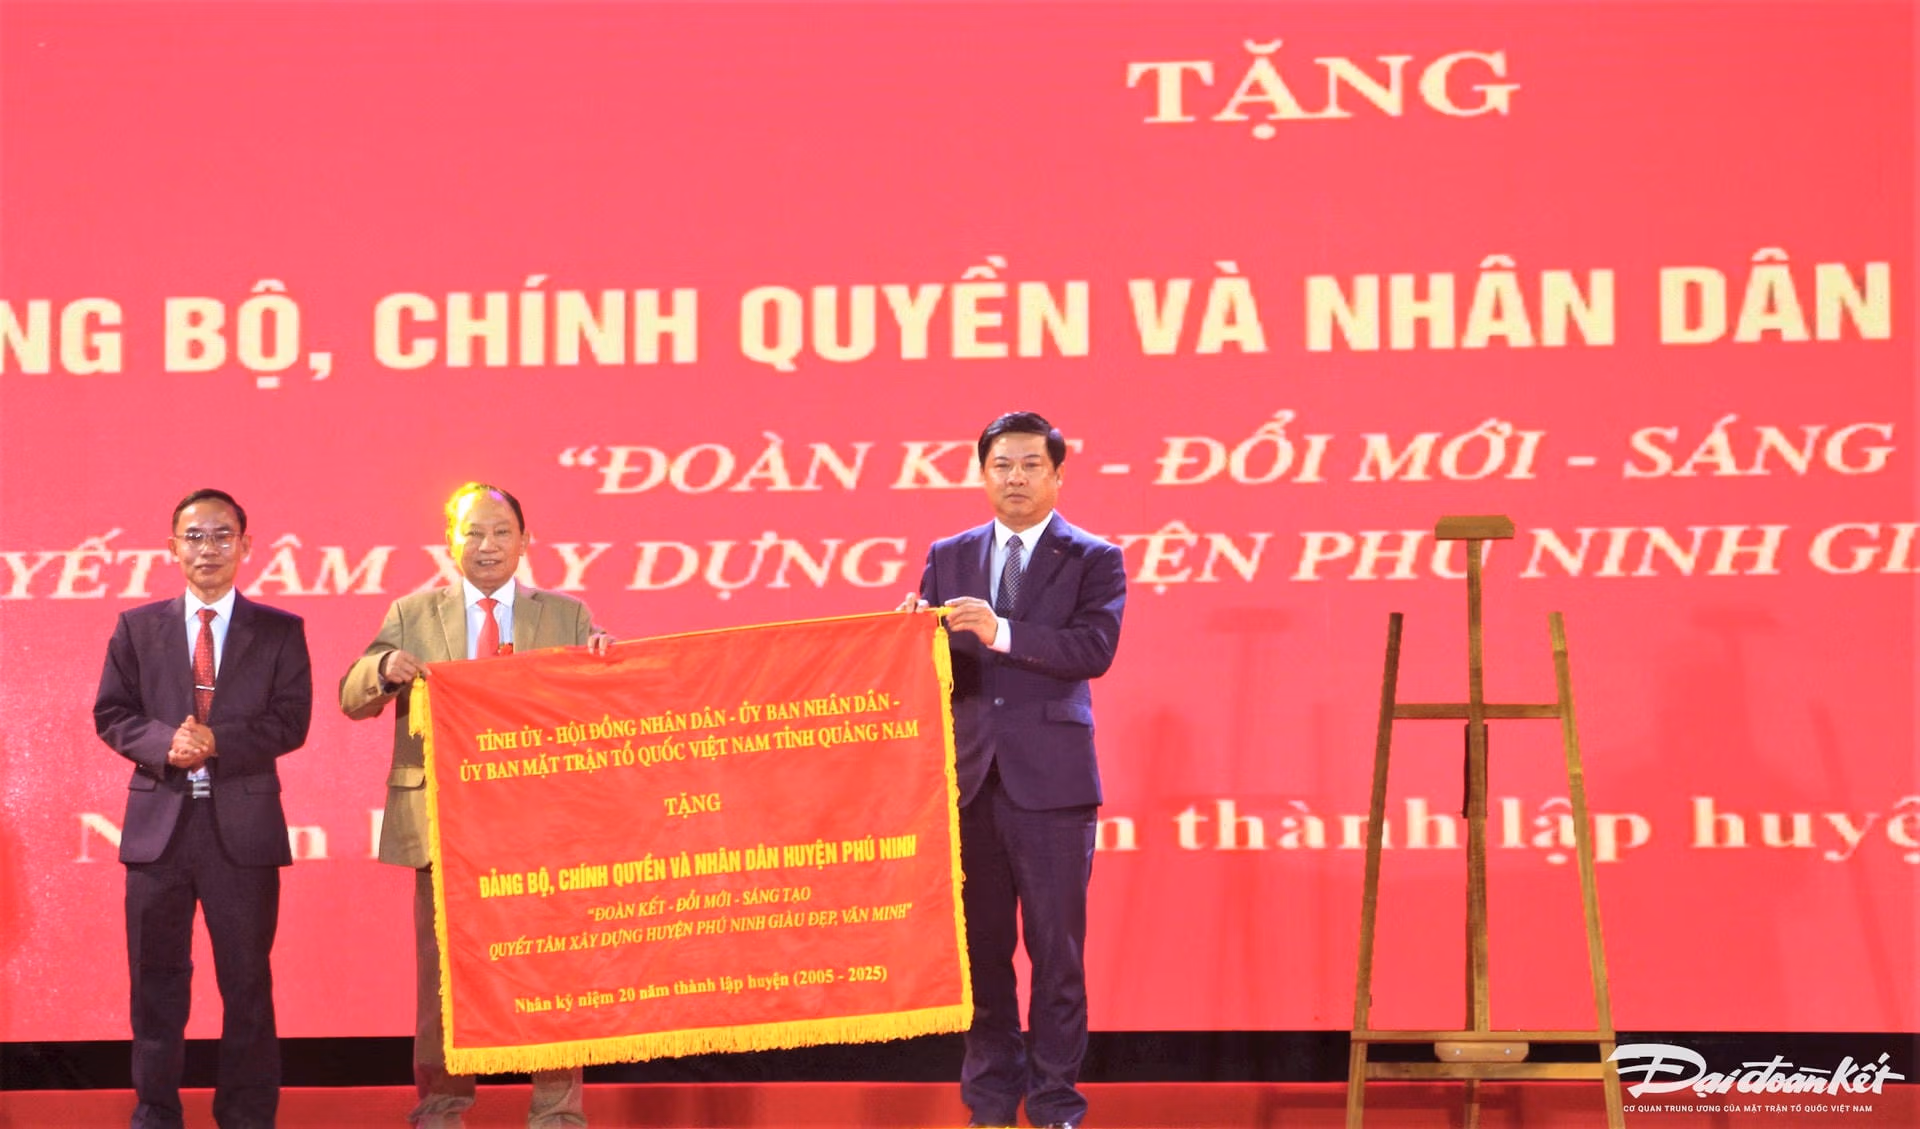 TẶNG
NG BỘ, CHÍNH QUYỀN VÀ NHÂN DÂN
“ĐOÀN KẾT - ĐỔI MỚI - SÁNG
YẾT TÂM XÂY DỰNG HUYỆN PHÚ NINH GI
thành lập huyệ
TỈNH ỦY - HỘI ĐỒNG NHÂN DÂN - ỦY BAN NHÂN DÂN -
ỦY BAN MẶT TRẬN TỔ QUỐC VIỆT NAM TỈNH QUẢNG NAM
TẶNG
ĐẢNG BỘ, CHÍNH QUYỀN VÀ NHÂN DÂN HUYỆN PHÚ NINH
“ĐOÀN KẾT - ĐỔI MỚI - SÁNG TẠO
QUYẾT TÂM XÂY DỰNG HUYỆN PHÚ NINH GIÀU ĐẸP, VĂN MINH”
Nhân kỷ niệm 20 năm thành lập huyện (2005 - 2025)
Đại đoàn kết
CƠ QUAN TRUNG ƯƠNG CỦA MẶT TRẬN TỔ QUỐC VIỆT NAM